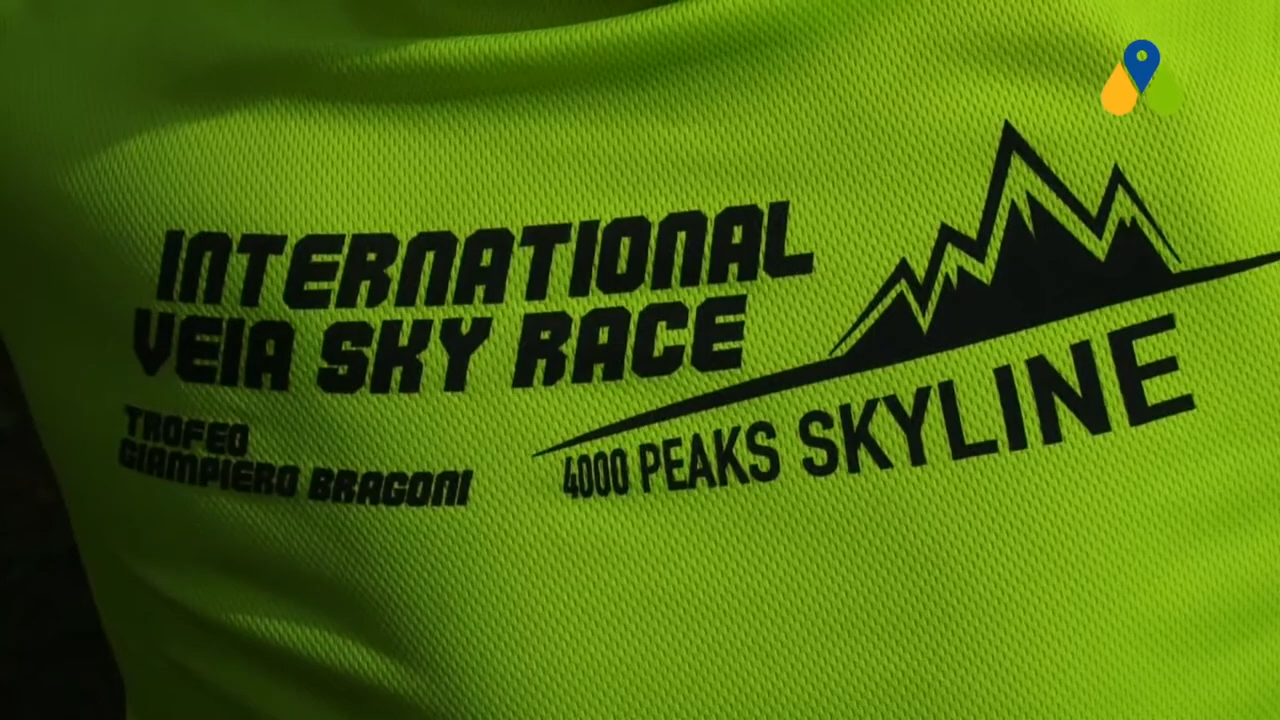 INTERNATIONAL
VEIA SKY RACE
TROFEO
GIAMPIERO BRAGONI
4000 PEAKS SKYLINE